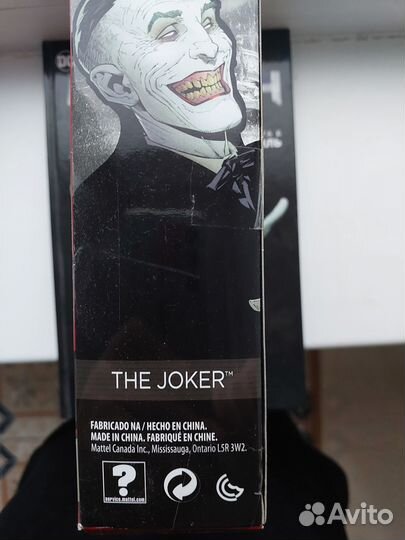 THE JOKER™
FABRICADO NA / HECHO EN CHINA.
MADE IN CHINA. FABRIQUÉ EN CHINE.
Mattel Canada Inc., Mississauga, Ontario L5R 3W2.
?
service.mattel.com
Avito